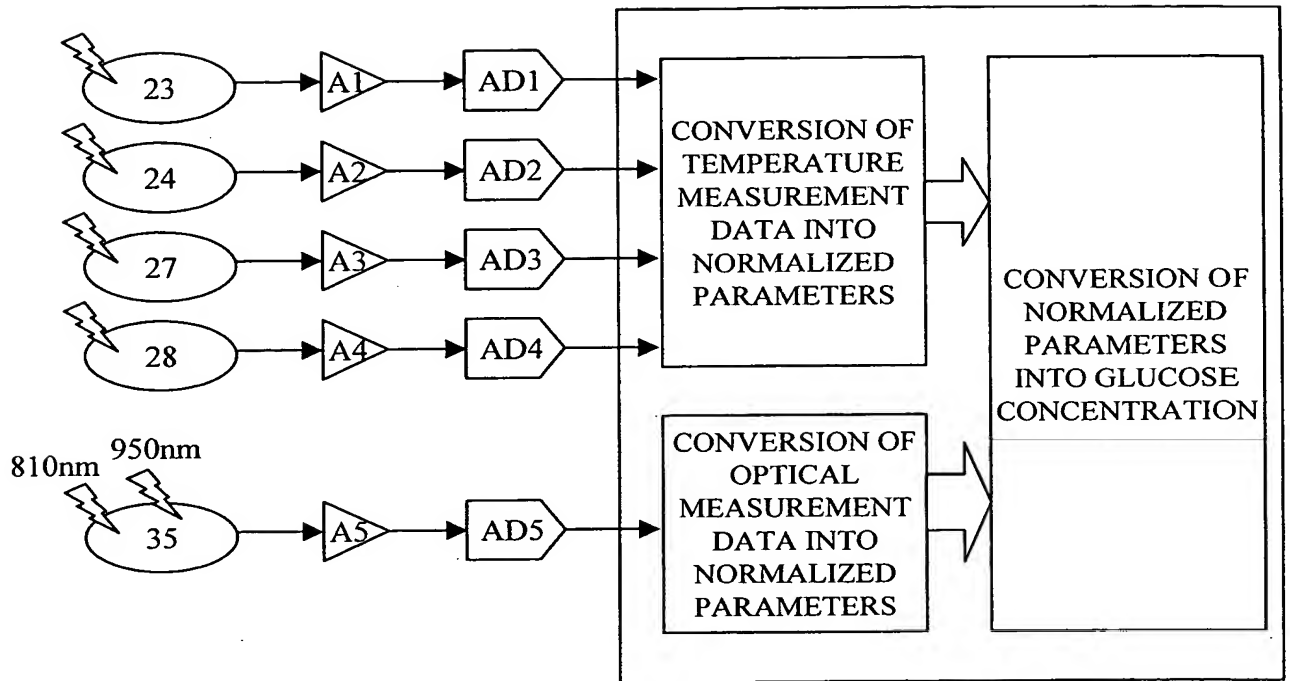 23
A1
AD1
24
A2
AD2
27
A3
AD3
28
A4
AD4
CONVERSION OF
TEMPERATURE
MEASUREMENT
DATA INTO
NORMALIZED
PARAMETERS
810nm
950nm
35
A5
AD5
CONVERSION OF
OPTICAL
MEASUREMENT
DATA INTO
NORMALIZED
PARAMETERS
CONVERSION OF
NORMALIZED
PARAMETERS
INTO GLUCOSE
CONCENTRATION